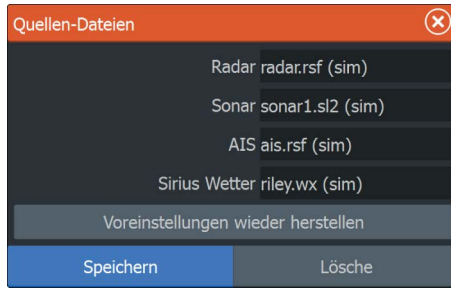 Quellen-Dateien
Radar radar.rsf (sim)
Sonar sonar1.sl2 (sim)
AIS ais.rsf (sim)
Sirius Wetter riley.wx (sim)
Voreinstellungen wieder herstellen
Speichern Lösche